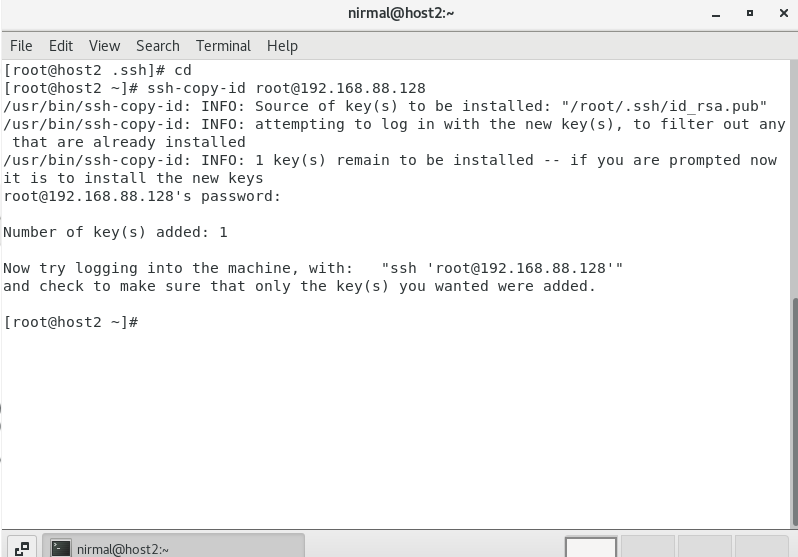 nirmal@host2:~
File Edit View Search Terminal Help
[root@host2 .ssh]# cd
[root@host2 ~]# ssh-copy-id root@192.168.88.128
/usr/bin/ssh-copy-id: INFO: Source of key(s) to be installed: "/root/.ssh/id_rsa.pub"
/usr/bin/ssh-copy-id: INFO: attempting to log in with the new key(s), to filter out any
that are already installed
/usr/bin/ssh-copy-id: INFO: 1 key(s) remain to be installed -- if you are prompted now
it is to install the new keys
root@192.168.88.128's password:
Number of key(s) added: 1
Now try logging into the machine, with:   "ssh 'root@192.168.88.128'"
and check to make sure that only the key(s) you wanted were added.
[root@host2 ~]#
nirmal@host2:~